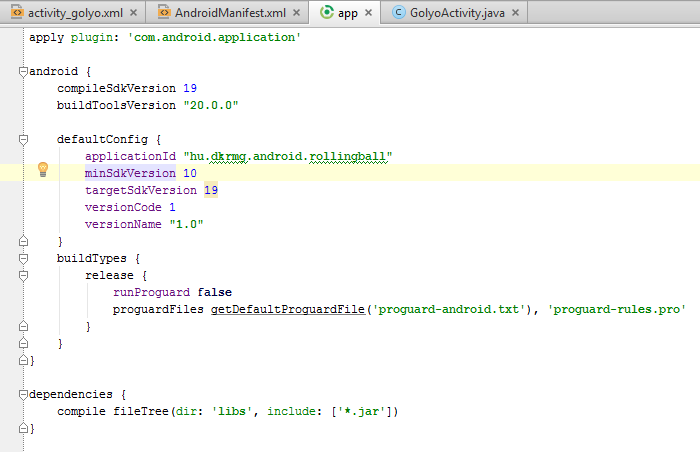 activity_golyo.xml AndroidManifest.xml app GolyoActivity.java
apply plugin: 'com.android.application'
android {
compileSdkVersion 19
buildToolsVersion "20.0.0"
defaultConfig {
applicationId "hu.dkrmg.android.rollingball"
minSdkVersion 10
targetSdkVersion 19
versionCode 1
versionName "1.0"
}
buildTypes {
release {
runProguard false
proguardFiles getDefaultProguardFile('proguard-android.txt'), 'proguard-rules.pro'
}
}
}
dependencies {
compile fileTree(dir: 'libs', include: ['*.jar'])
}